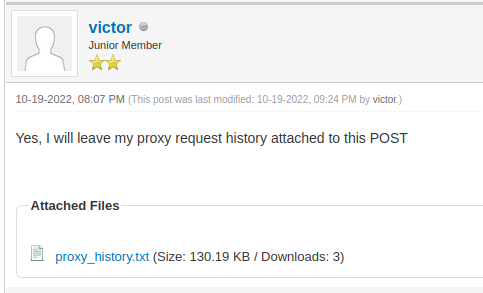 victor
Junior Member
10-19-2022, 08:07 PM (This post was last modified: 10-19-2022, 09:24 PM by victor.)
Yes, I will leave my proxy request history attached to this POST
Attached Files
proxy_history.txt (Size: 130.19 KB / Downloads: 3)